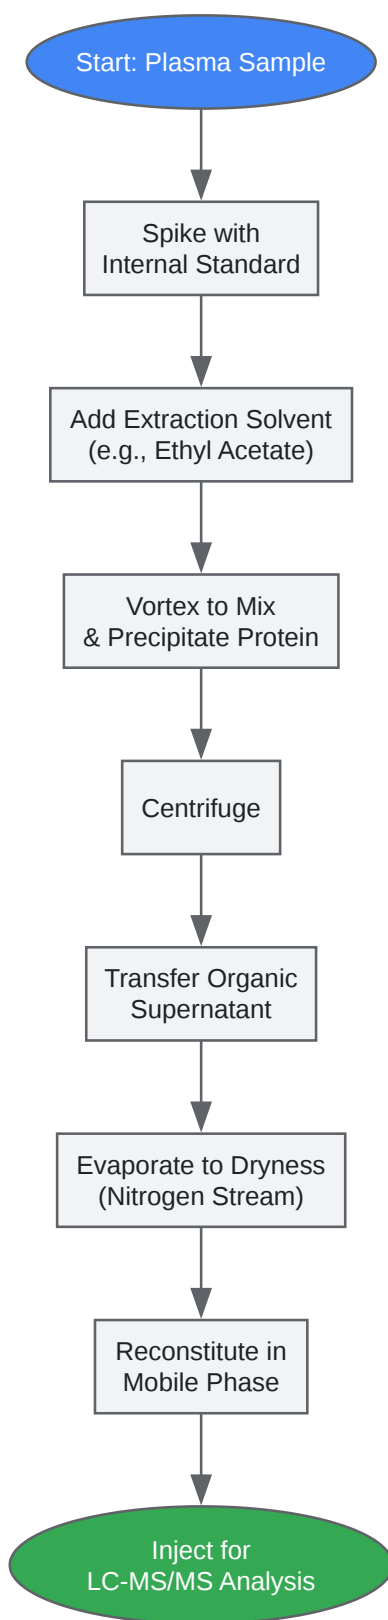 Start: Plasma Sample
Spike with
Internal Standard
Add Extraction Solvent
(e.g., Ethyl Acetate)
Vortex to Mix
& Precipitate Protein
Centrifuge
Transfer Organic
Supernatant
Evaporate to Dryness
(Nitrogen Stream)
Reconstitute in
Mobile Phase
Inject for
LC-MS/MS Analysis